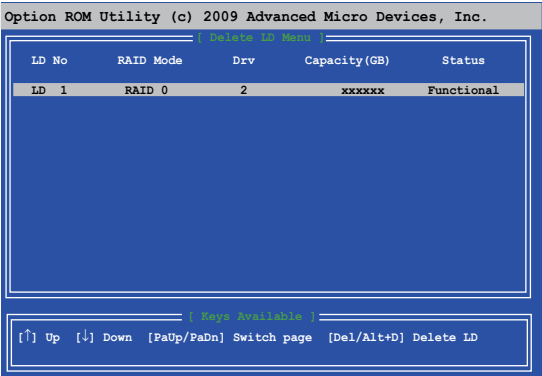 Option ROM Utility (c) 2009 Advanced Micro Devices, Inc.
[ Delete LD Menu ]
LD No RAID Mode Drv Capacity(GB) Status
LD 1 RAID 0 2 xxxxxx Functional
[ Keys Available ]
[↑] Up [↓] Down [PaUp/PaDn] Switch page [Del/Alt+D] Delete LD